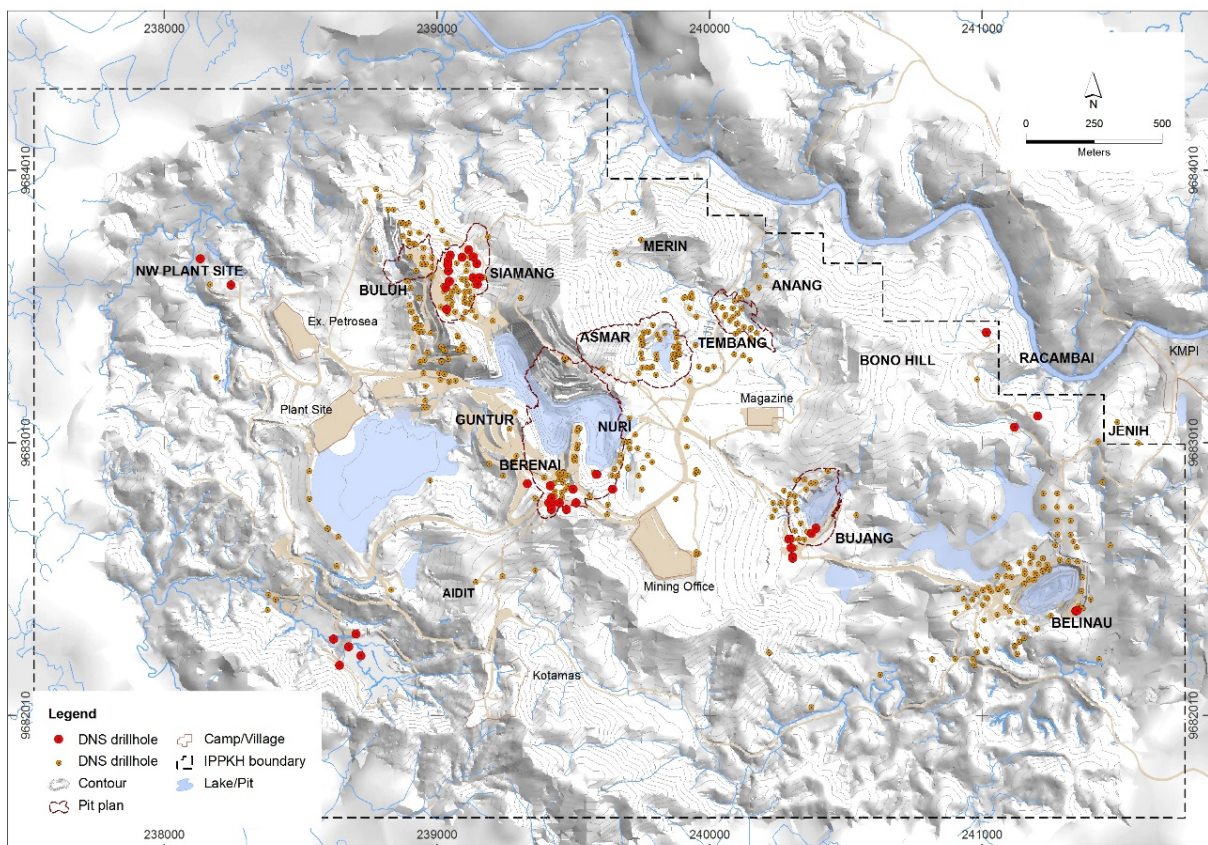 238000
239000
240000
241000
N
0
250
500
Meters
9684010
9684010
MERIN
NW PLANT SITE
SIAMANG
BULUH
ANANG
Ex. Petrosea
ASMAR
TEMBANG
BONO HILL
RACAMBAI
KMPI
Plant Site
Magazine
GUNTUR
NURI
JENIH
9683010
9683010
BERENAI
BUJANG
Mining Office
AIDIT
BELINAU
Kotamas
9682010
9682010
Legend
DNS drillhole
Camp/Village
DNS drillhole
IPPKH boundary
Contour
Lake/Pit
Pit plan
238000
239000
240000
241000